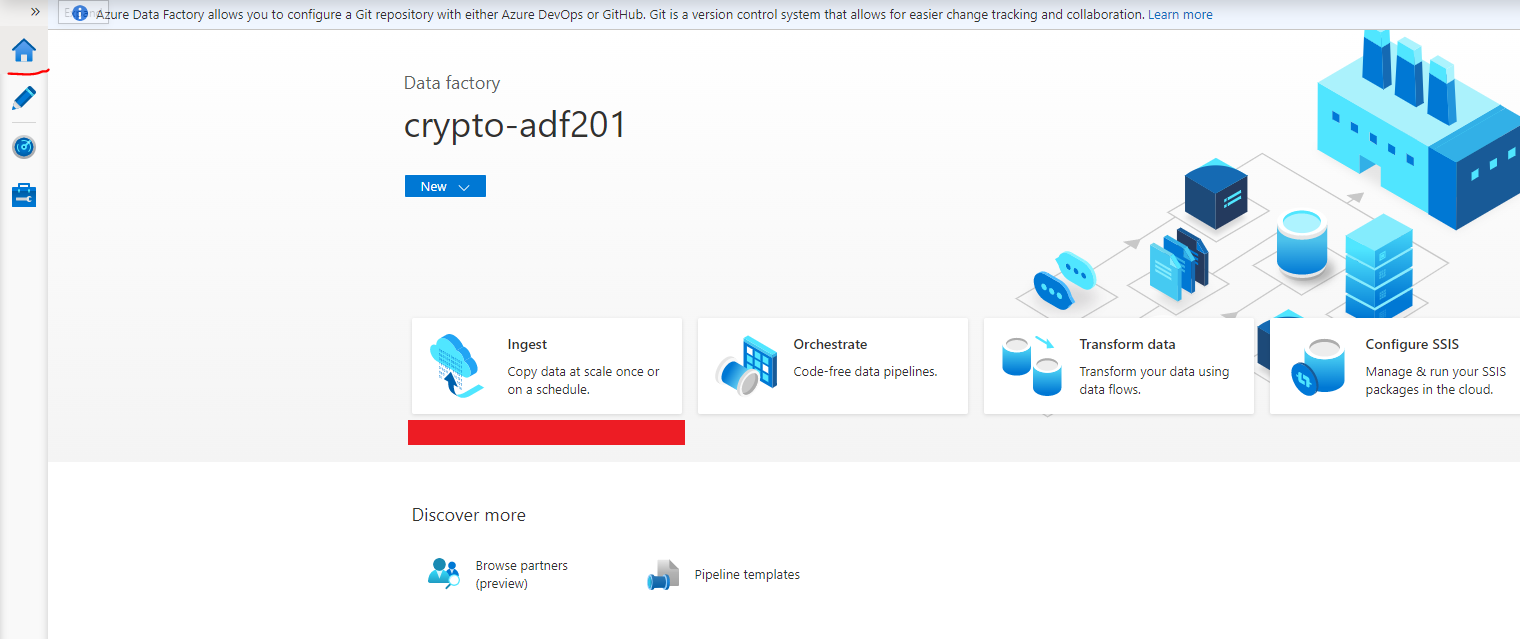 »
Azure Data Factory allows you to configure a Git repository with either Azure DevOps or GitHub. Git is a version control system that allows for easier change tracking and collaboration. Learn more
Data factory
crypto-adf201
New
Ingest
Copy data at scale once or
on a schedule.
Orchestrate
Code-free data pipelines.
Transform data
Transform your data using
data flows.
Configure SSIS
Manage & run your SSIS
packages in the cloud.
Discover more
Browse partners
(preview)
Pipeline templates